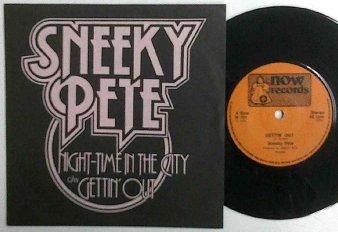 SNEEKY
PETE
NIGHT-TIME IN THE CITY
C/W GETTIN' OUT
now
records
GETTIN' OUT
Sneeky Pete